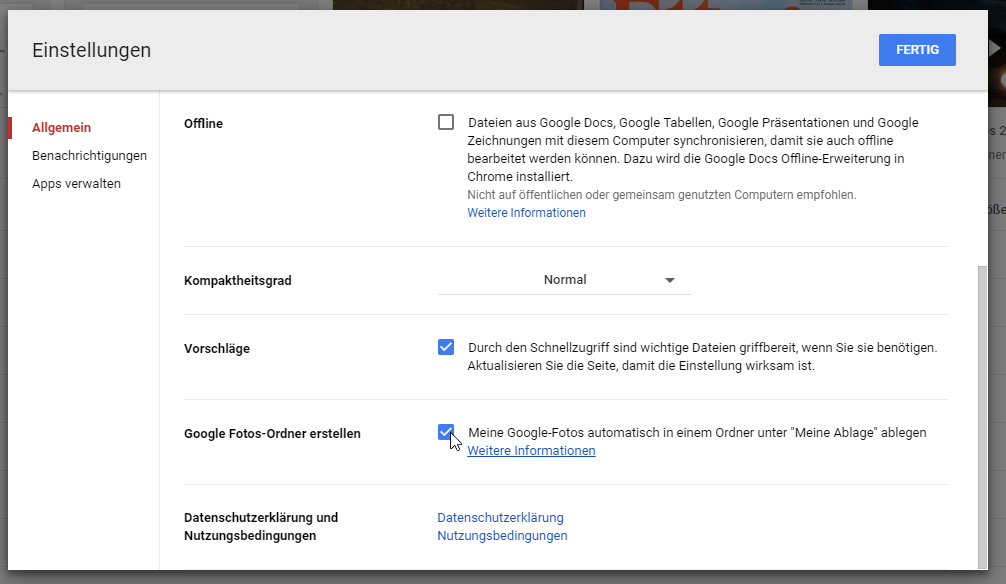 Einstellungen
FERTIG
Allgemein
Benachrichtigungen
Apps verwalten
Offline
Dateien aus Google Docs, Google Tabellen, Google Präsentationen und Google
Zeichnungen mit diesem Computer synchronisieren, damit sie auch offline
bearbeitet werden können. Dazu wird die Google Docs Offline-Erweiterung in
Chrome installiert.
Nicht auf öffentlichen oder gemeinsam genutzten Computern empfohlen.
Weitere Informationen
Kompaktheitsgrad
Normal
Vorschläge
Durch den Schnellzugriff sind wichtige Dateien griffbereit, wenn Sie sie benötigen.
Aktualisieren Sie die Seite, damit die Einstellung wirksam ist.
Google Fotos-Ordner erstellen
Meine Google-Fotos automatisch in einem Ordner unter "Meine Ablage" ablegen
Weitere Informationen
Datenschutzerklärung und
Nutzungsbedingungen
Datenschutzerklärung
Nutzungsbedingungen